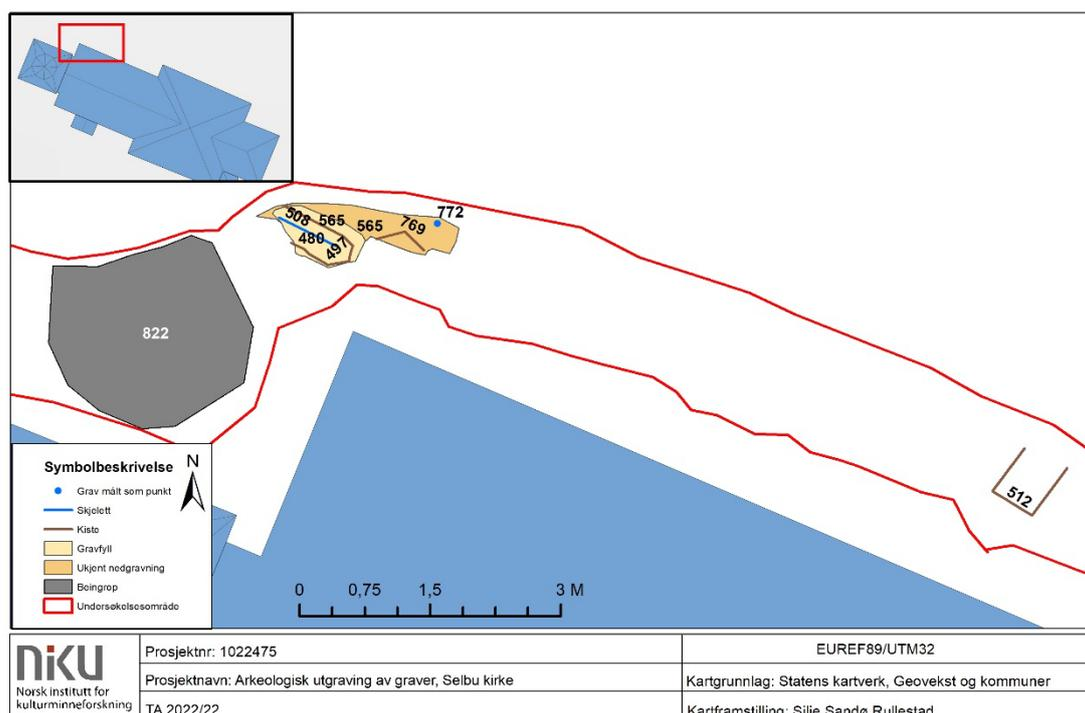 772
508 565 565 769
480 497
822
512
Symbolbeskrivelse
N
Grav målt som punkt
Skjelett
Kiste
Gravfyll
Ukjent nedgravning
Beingrop
Undersøkelsesområde
0 0,75 1,5 3 M
niku
Norsk institutt for
kulturminneforskning
Prosjektnr: 1022475
EUREF89/UTM32
Prosjektnavn: Arkeologisk utgraving av graver, Selbu kirke
Kartgrunnlag: Statens kartverk, Geovekst og kommuner
TA 2022/22
Kartframstilling: Silje Sandø Rullestad